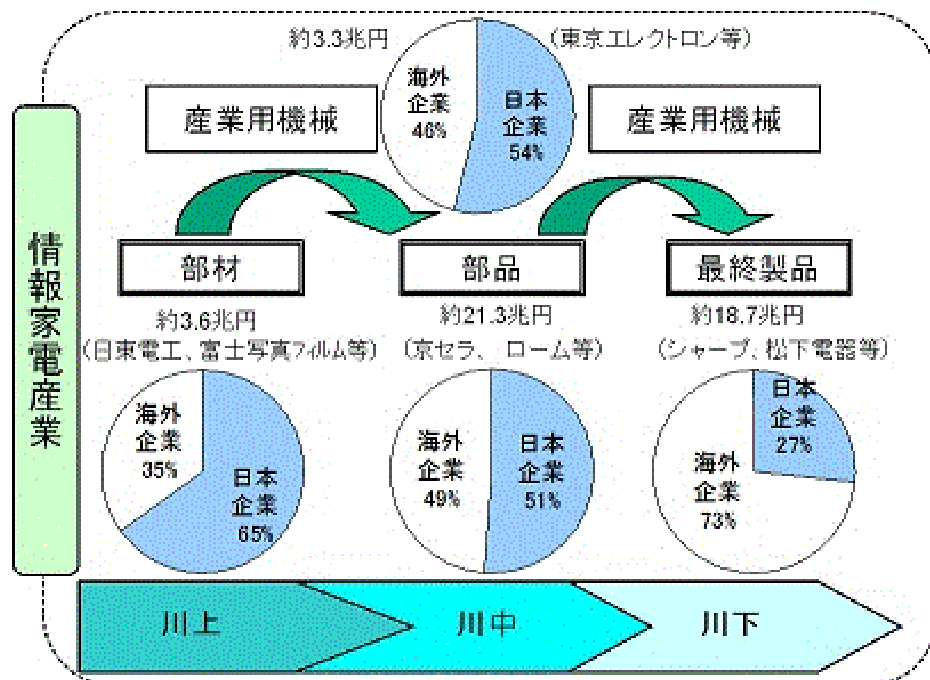 約3.3兆円
(東京エレクトロン等)
海外
企業
46%
日本
企業
54%
産業用機械
産業用機械
情報家電産業
部材
部品
最終製品
約3.6兆円
約21.3兆円
約18.7兆円
(日東電工、富士写真フィルム等)
(京セラ、ローム等)
(シャープ、松下電器等)
海外
企業
35%
日本
企業
65%
海外
企業
49%
日本
企業
51%
日本
企業
27%
海外
企業
73%
川上
川中
川下